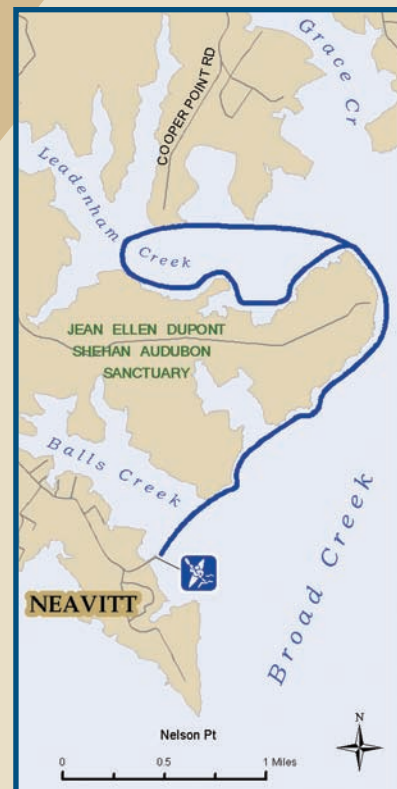 Grace Cr
COOPER POINT RD
Leadenham
Creek
JEAN ELLEN DUPONT
SHEHAN AUDUBON
SANCTUARY
Balls Creek
Broad Creek
NEAVITT
Nelson Pt
N
0 0.5 1 Miles